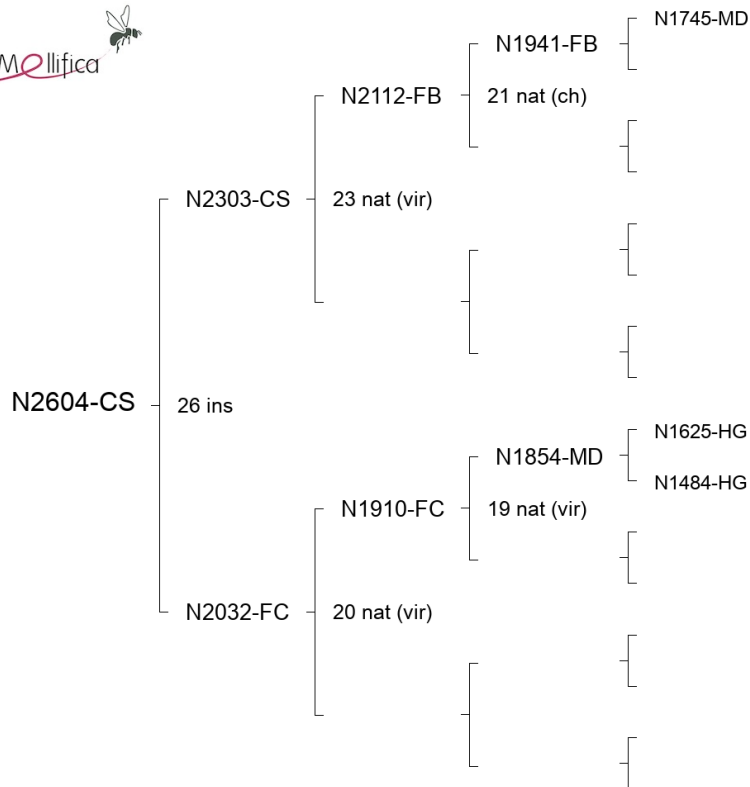 Mellifica
N1745-MD
N1941-FB
N2112-FB
21 nat (ch)
N2303-CS
23 nat (vir)
N2604-CS
26 ins
N1625-HG
N1854-MD
N1484-HG
N1910-FC
19 nat (vir)
N2032-FC
20 nat (vir)